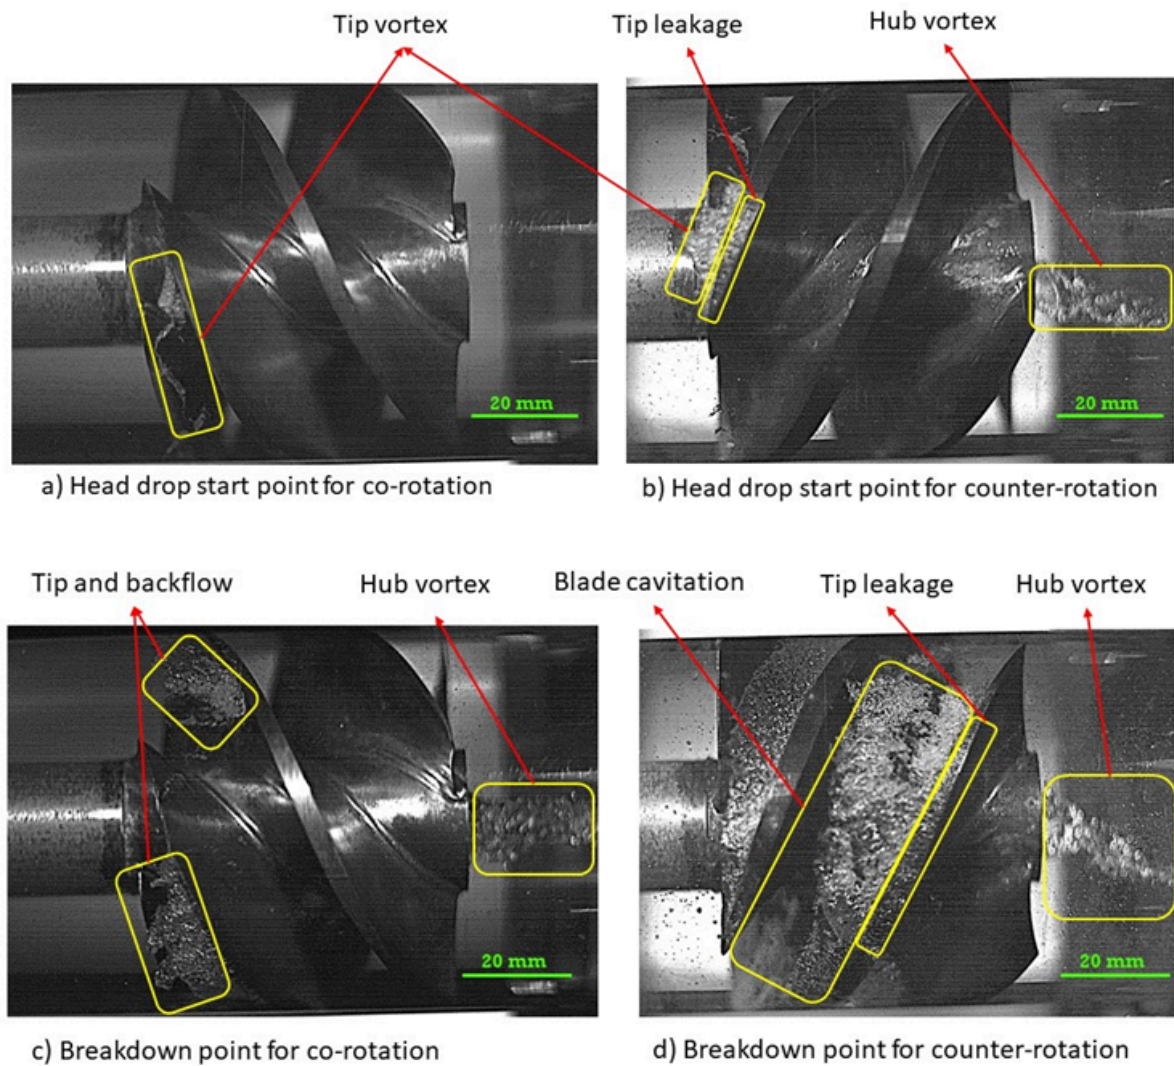 Tip vortex
Tip leakage
Hub vortex
20 mm
20 mm
a) Head drop start point for co-rotation
b) Head drop start point for counter-rotation
Tip and backflow
Hub vortex
Blade cavitation
Tip leakage
Hub vortex
20 mm
20 mm
c) Breakdown point for co-rotation
d) Breakdown point for counter-rotation